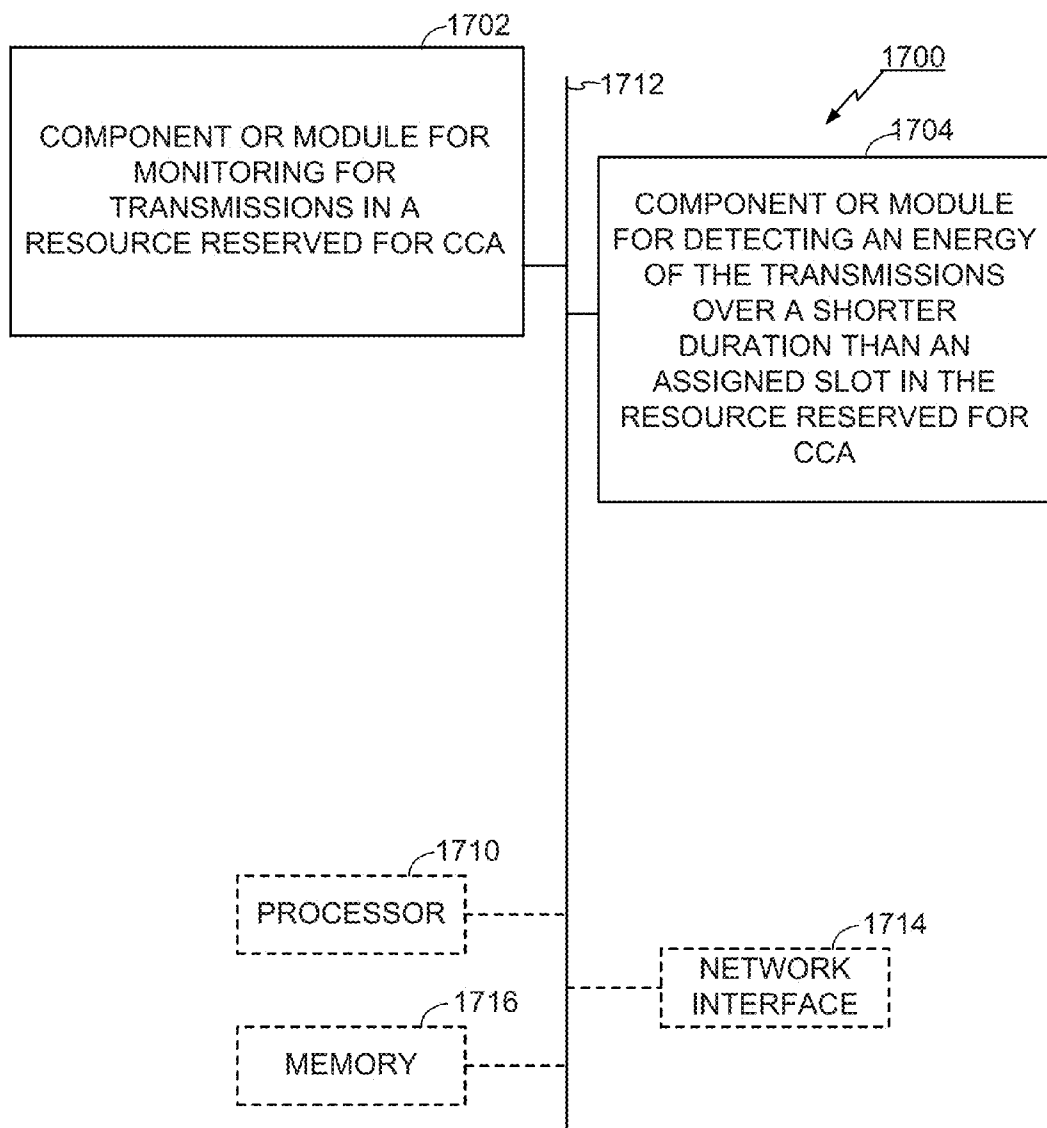 1702
COMPONENT OR MODULE FOR
MONITORING FOR
TRANSMISSIONS IN A
RESOURCE RESERVED FOR CCA
1712
1700
1704
COMPONENT OR MODULE
FOR DETECTING AN ENERGY
OF THE TRANSMISSIONS
OVER A SHORTER
DURATION THAN AN
ASSIGNED SLOT IN THE
RESOURCE RESERVED FOR
CCA
1710
PROCESSOR
1714
NETWORK
INTERFACE
1716
MEMORY